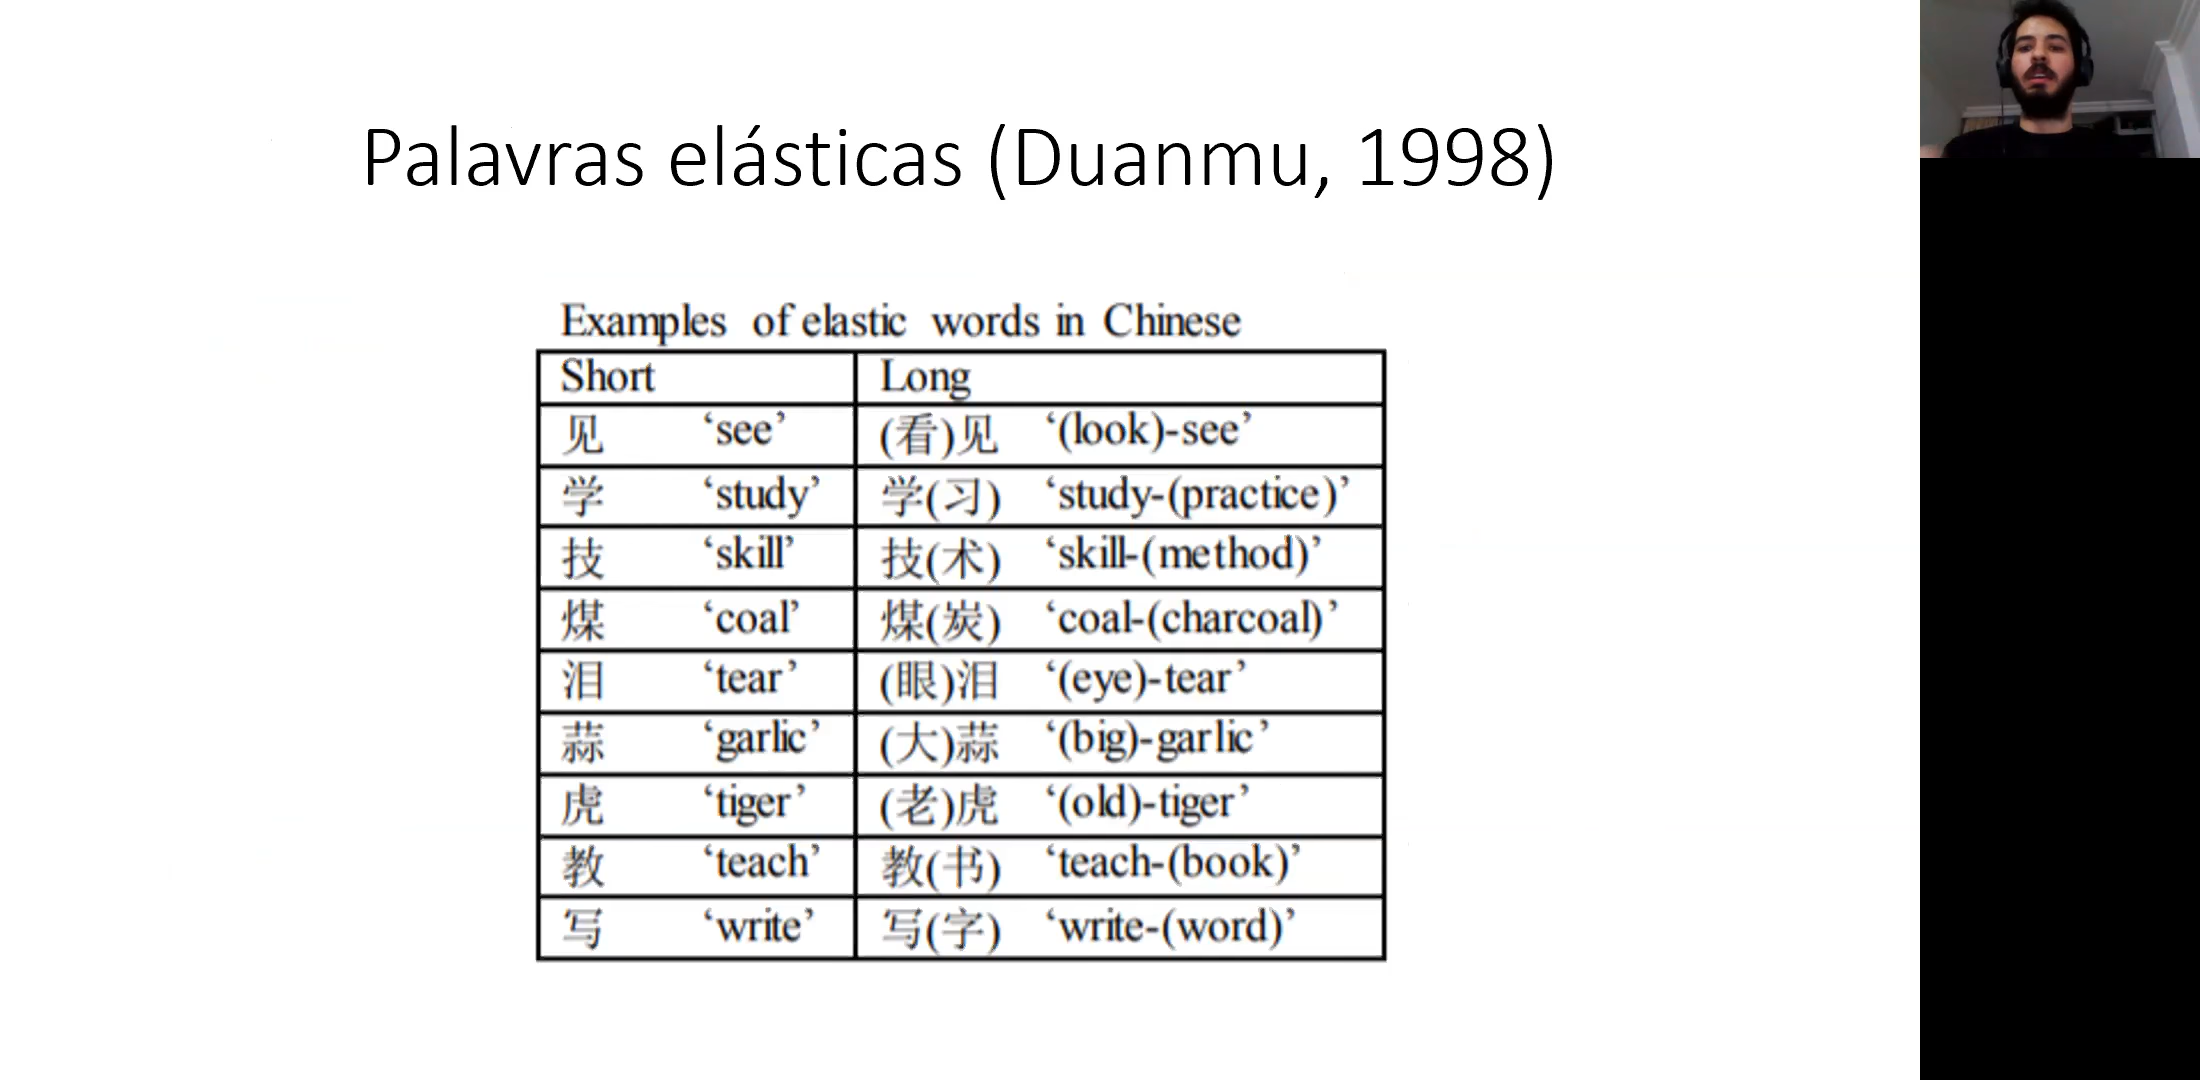 Palavras elásticas (Duanmu, 1998)
Examples of elastic words in Chinese
Short Long
见 ‘see’ (看)见 ‘(look)-see’
学 ‘study’ 学(习) ‘study-(practice)’
技 ‘skill’ 技(术) ‘skill-(method)’
煤 ‘coal’ 煤(炭) ‘coal-(charcoal)’
泪 ‘tear’ (眼)泪 ‘(eye)-tear’
蒜 ‘garlic’ (大)蒜 ‘(big)-garlic’
虎 ‘tiger’ (老)虎 ‘(old)-tiger’
教 ‘teach’ 教(书) ‘teach-(book)’
写 ‘write’ 写(字) ‘write-(word)’